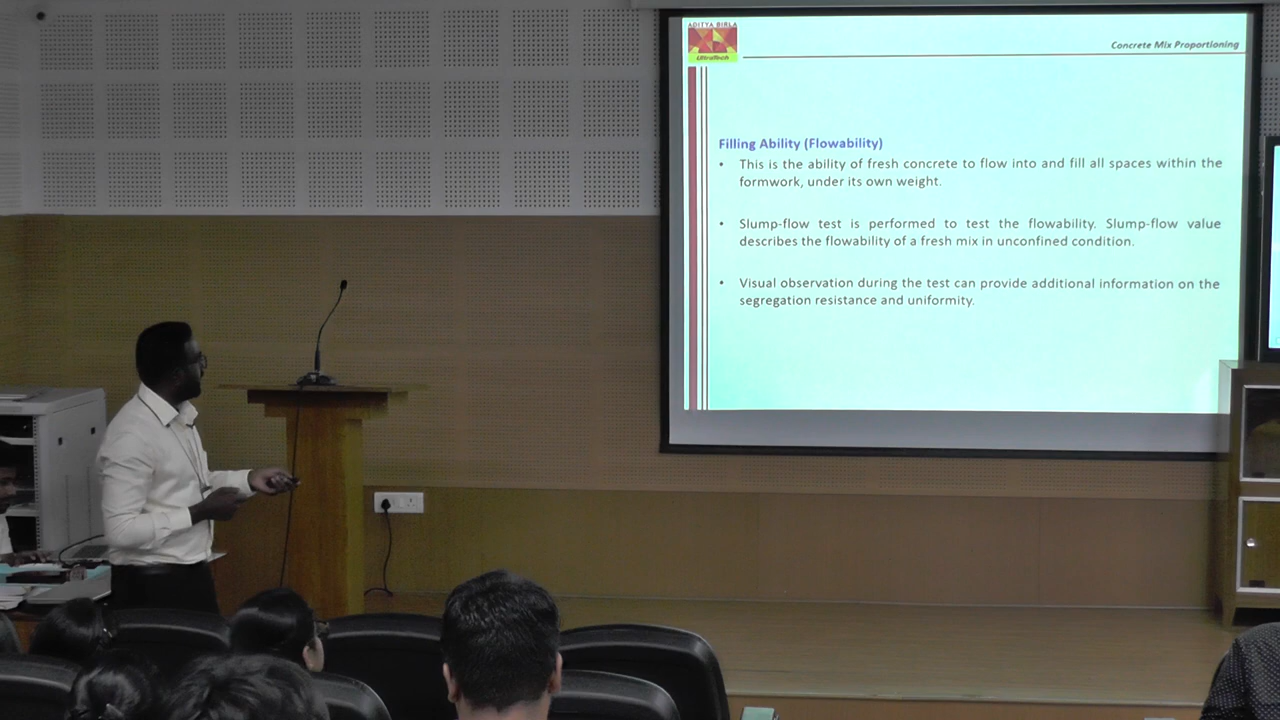 ADITYA BIRLA
UltraTech
Concrete Mix Proportioning
Filling Ability (Flowability)
• This is the ability of fresh concrete to flow into and fill all spaces within the
formwork, under its own weight.
• Slump-flow test is performed to test the flowability. Slump-flow value
describes the flowability of a fresh mix in unconfined condition.
• Visual observation during the test can provide additional information on the
segregation resistance and uniformity.